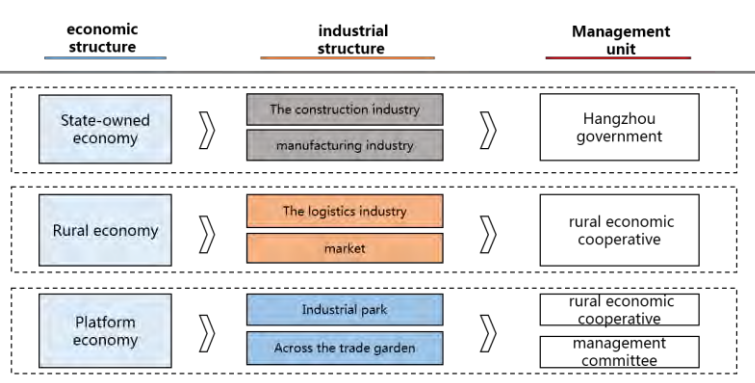 economic
structure
industrial
structure
Management
unit
State-owned
economy
The construction industry
manufacturing industry
Hangzhou
government
Rural economy
The logistics industry
market
rural economic
cooperative
Platform
economy
Industrial park
Across the trade garden
rural economic
cooperative
management
committee